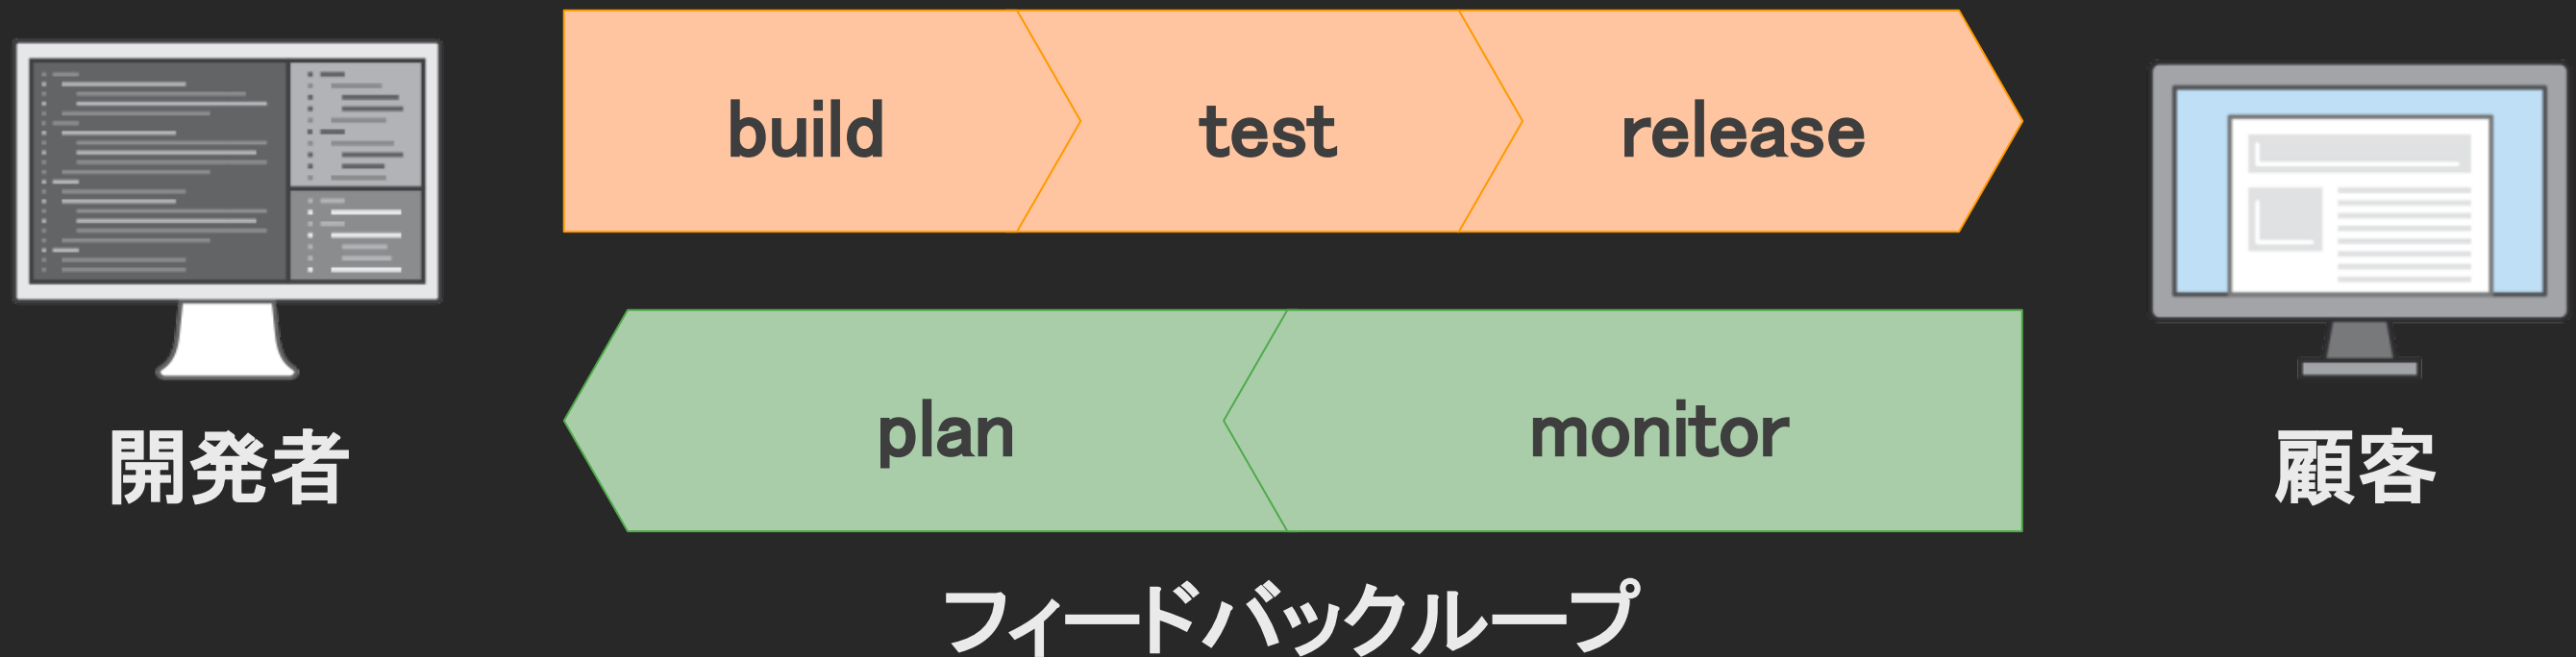 build
test
release
plan
monitor
開発者
顧客
フィードバックループ